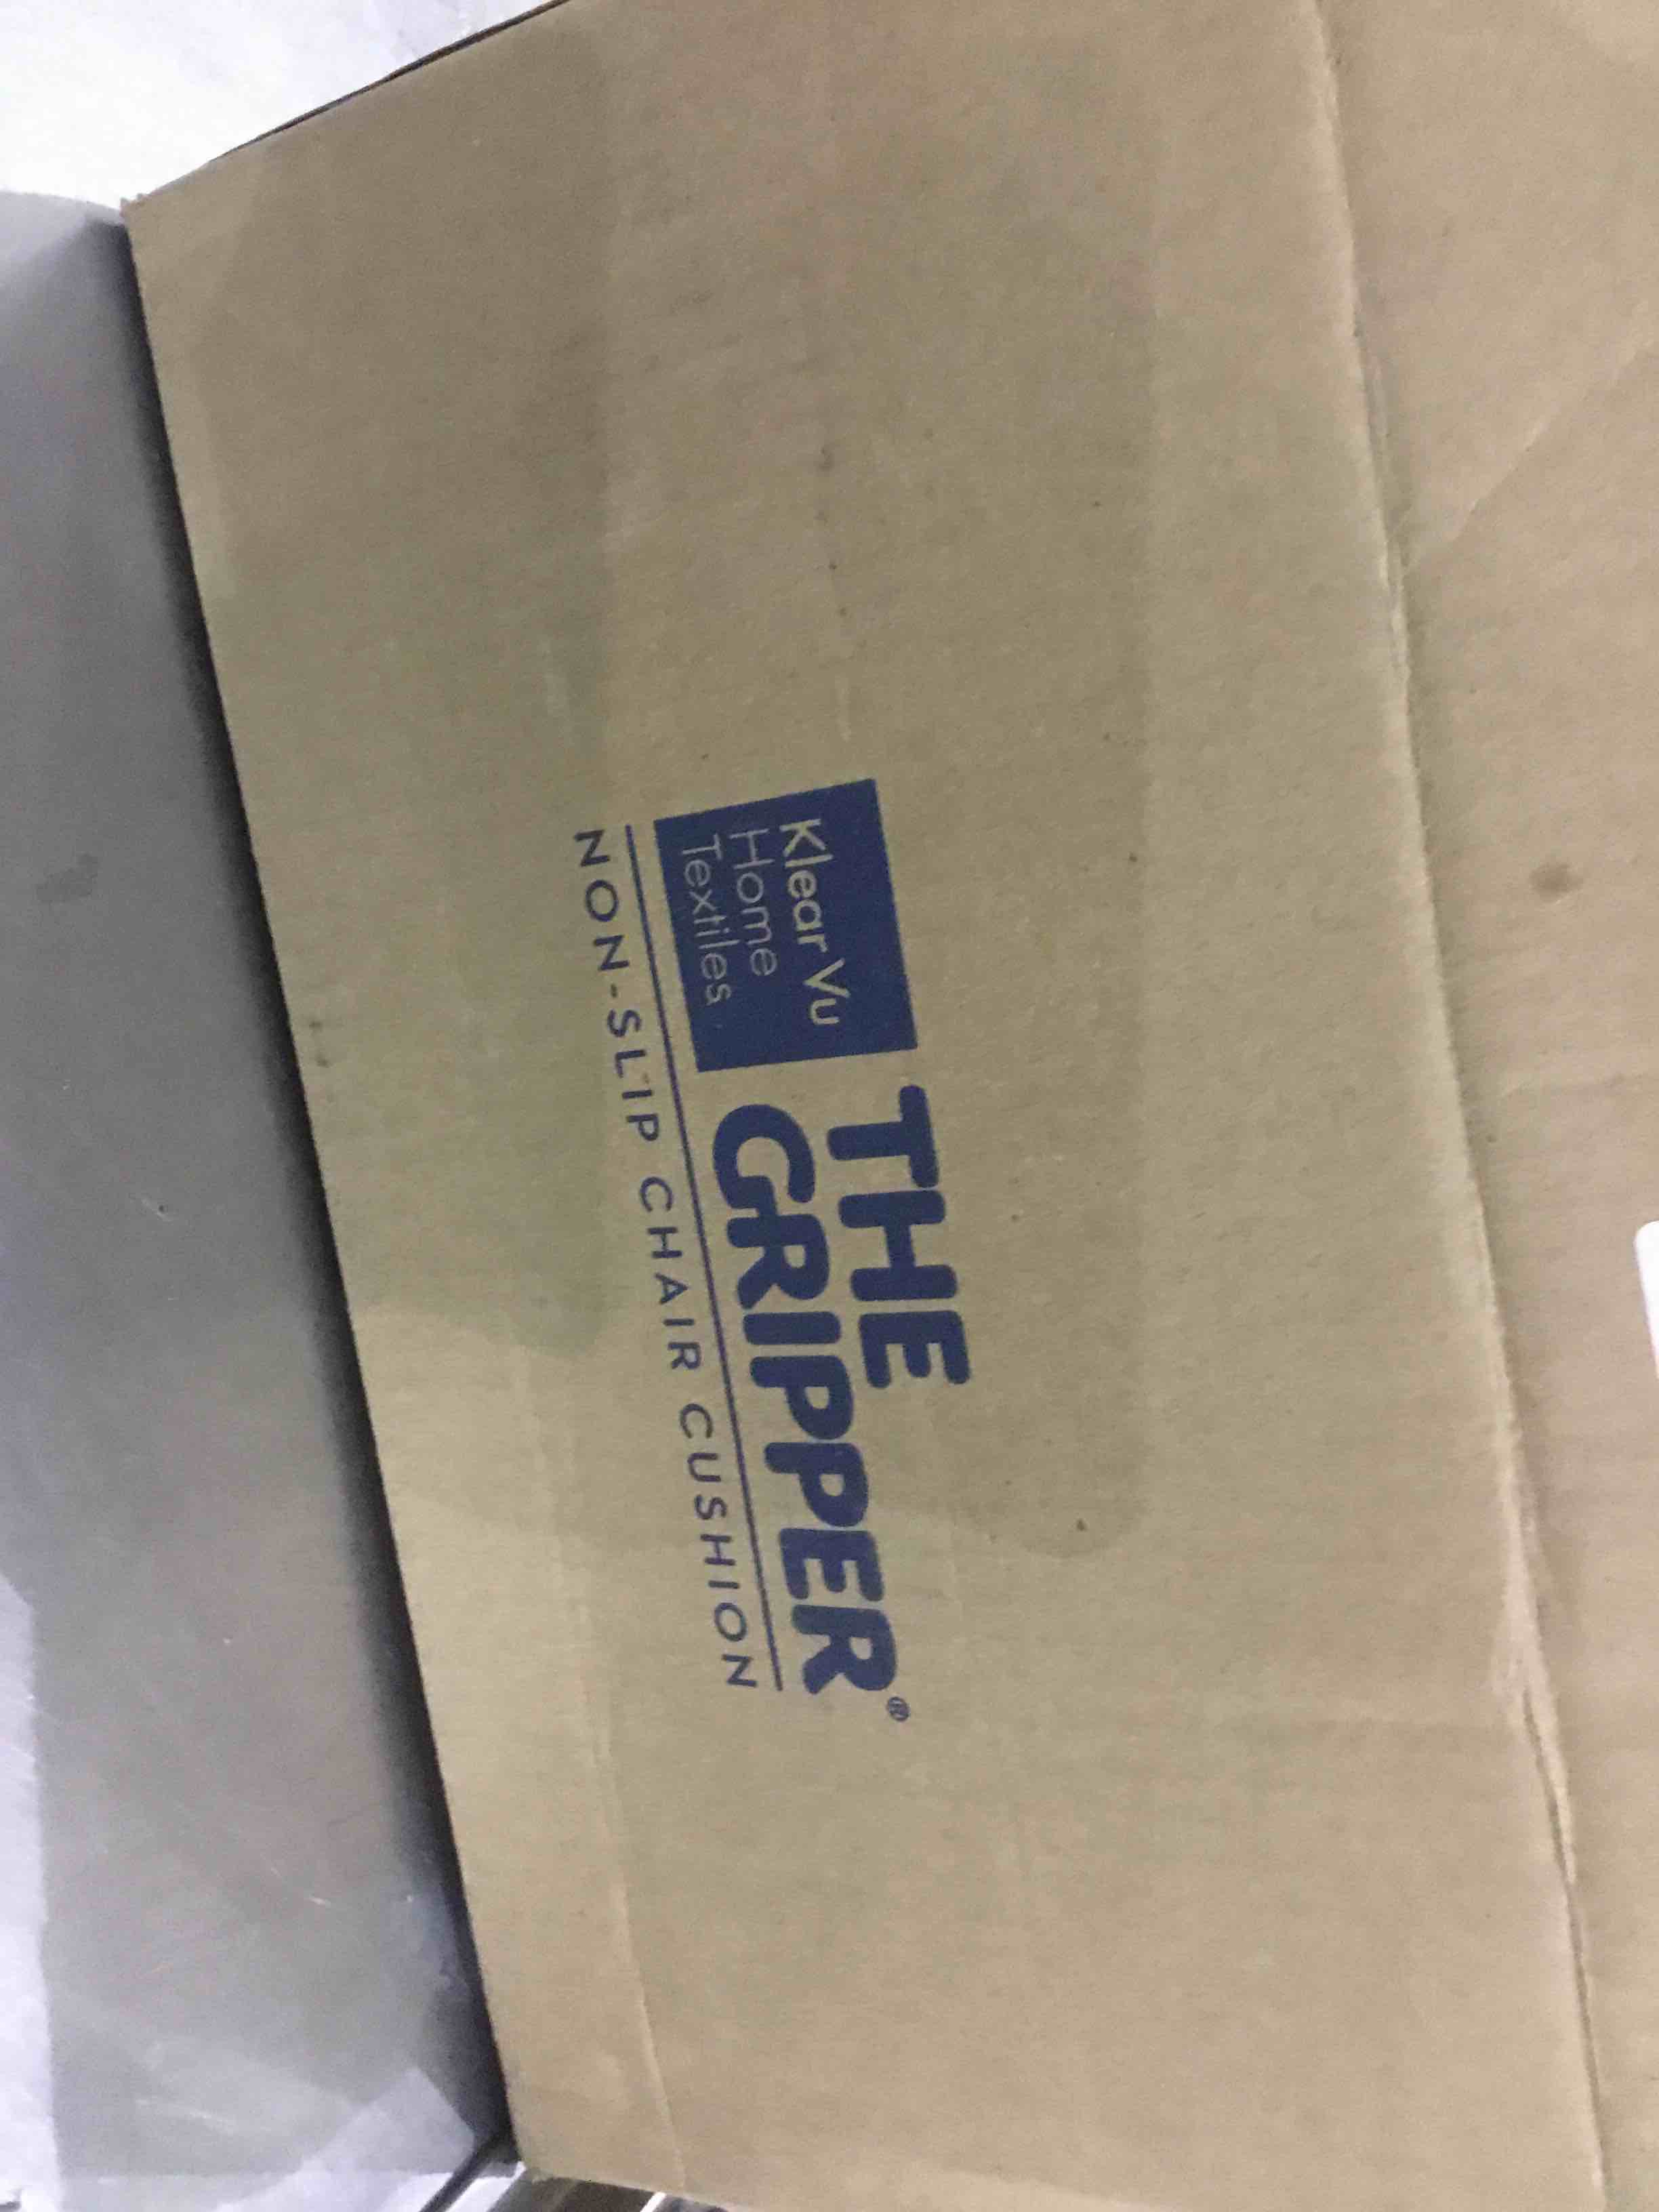 Klear Vu
Home
Textiles
THE
GRIPPER®
NON-SLIP CHAIR CUSHION